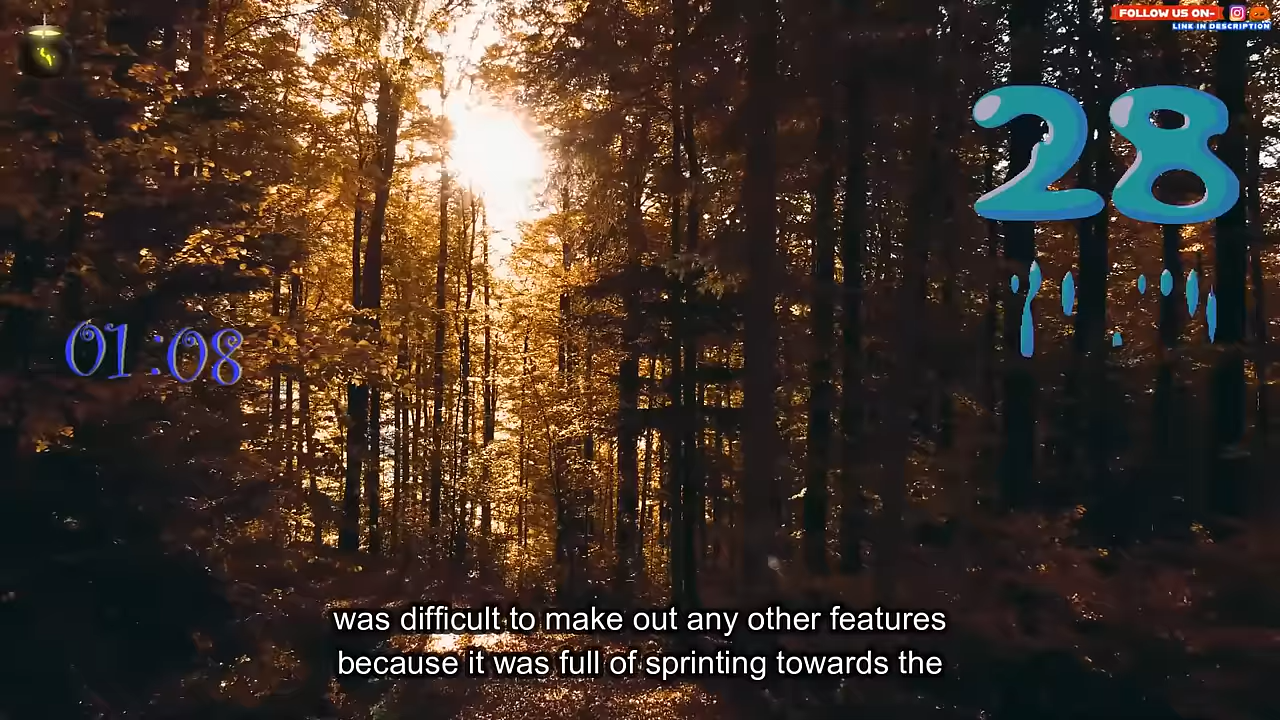 FOLLOW US ON-
LINK IN DESCRIPTION
28
01:08
was difficult to make out any other features
because it was full of sprinting towards the